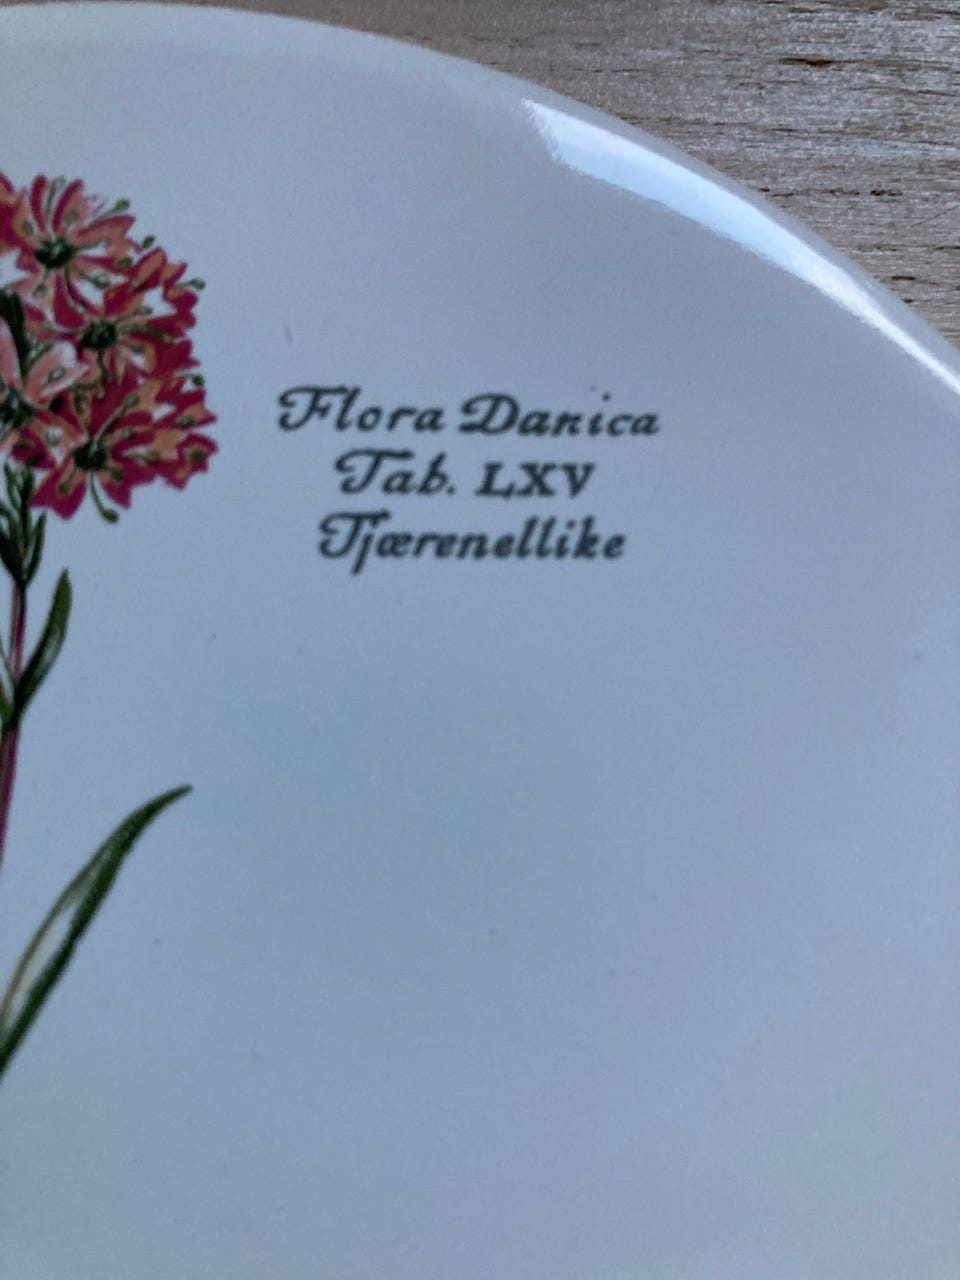 Flora Danica
Tab. LXV
Tjærenellike